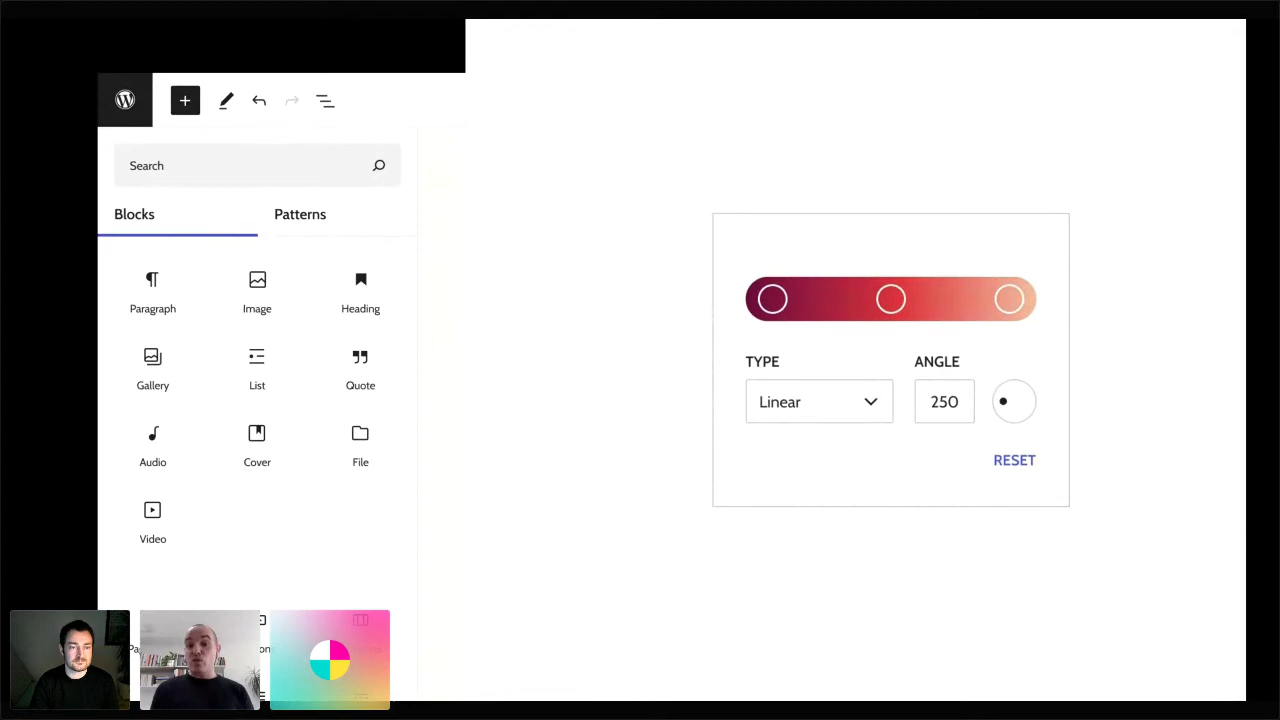 Search
Blocks
Patterns
Paragraph
Image
Heading
Gallery
List
Quote
Audio
Cover
File
Video
TYPE
ANGLE
Linear
250
RESET